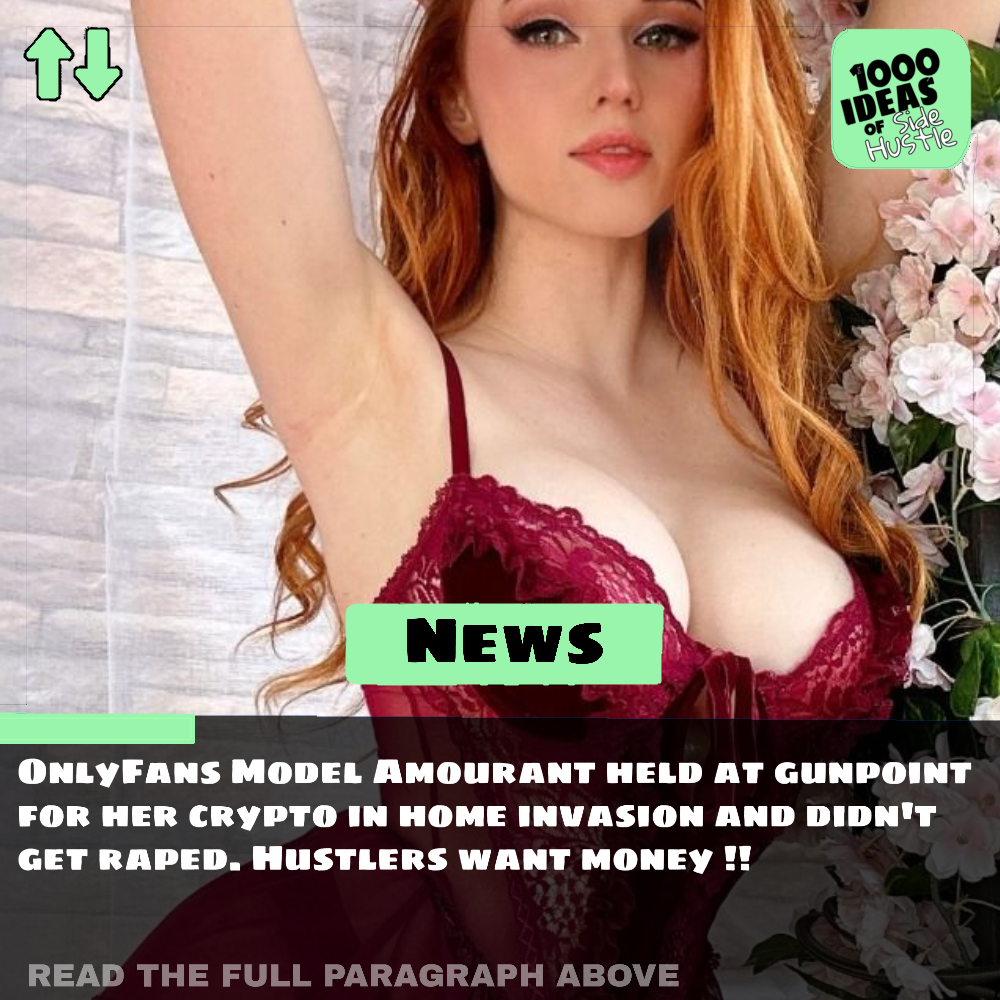 1000
IDEAS
OF Side
Hustle
News
OnlyFans Model Amourant held at gunpoint
for her crypto in home invasion and didn't
get raped. Hustlers want money !!
READ THE FULL PARAGRAPH ABOVE